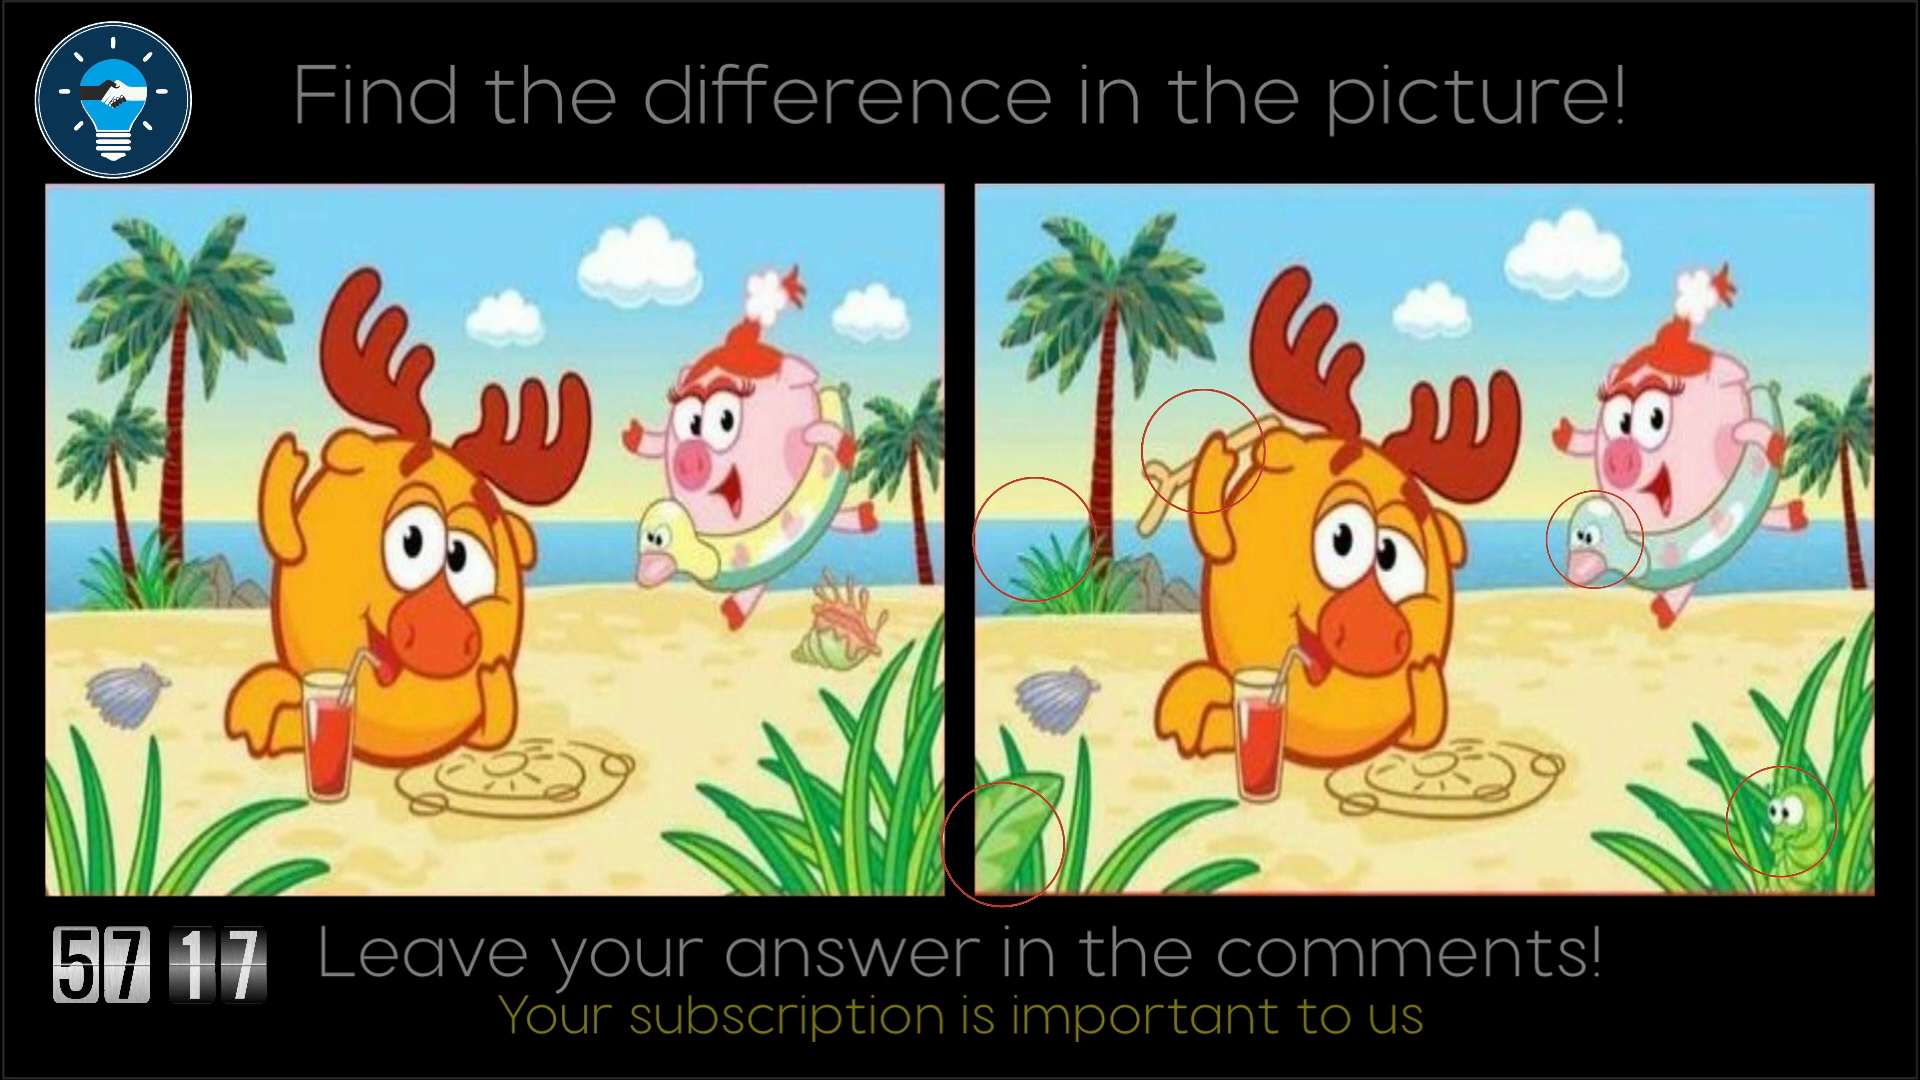 Find the difference in the picture!
57 17
Leave your answer in the comments!
Your subscription is important to us